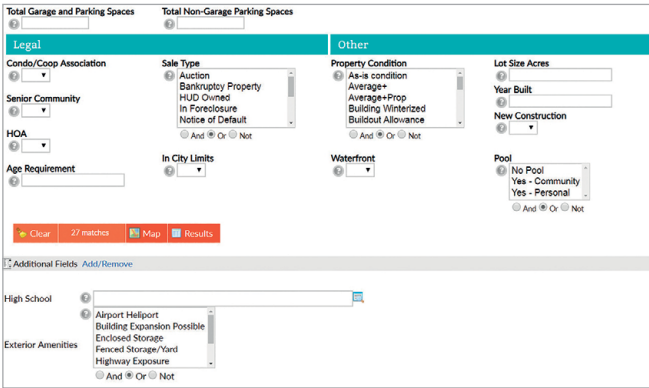 Total Garage and Parking Spaces
Total Non-Garage Parking Spaces
Legal
Other
Condo/Coop Association
Senior Community
HOA
Age Requirement
Sale Type
Auction
Bankruptcy Property
HUD Owned
In Foreclosure
Notice of Default
And Or Not
In City Limits
Property Condition
As-is condition
Average+
Average+Prop
Building Winterized
Buildout Allowance
And Or Not
Waterfront
Lot Size Acres
Year Built
New Construction
Pool
No Pool
Yes - Community
Yes - Personal
And Or Not
Clear 27 matches Map Results
Additional Fields Add/Remove
High School
Exterior Amenities
Airport Heliport
Building Expansion Possible
Enclosed Storage
Fenced Storage/Yard
Highway Exposure
And Or Not